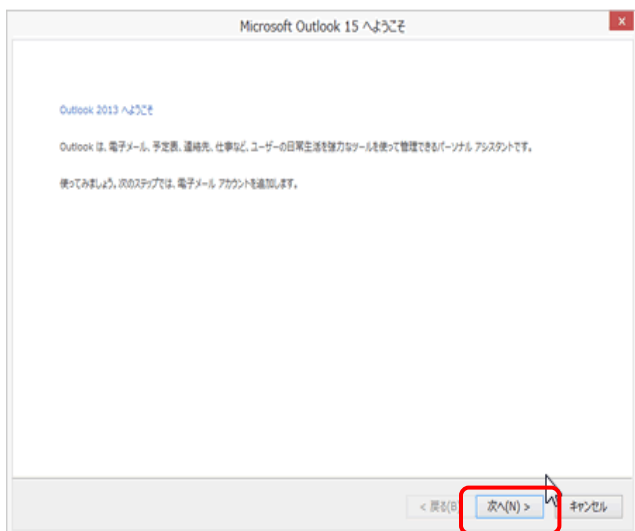 Microsoft Outlook 15 へようこそ
x
Outlook 2013 へようこそ
Outlook は、電子メール、予定表、連絡先、仕事など、ユーザーの日常生活を強力なツールを使って管理できるパーソナル アシスタントです。
使ってみましょう。次のステップでは、電子メール アカウントを追加します。
< 戻る(B 次へ(N) > キャンセル